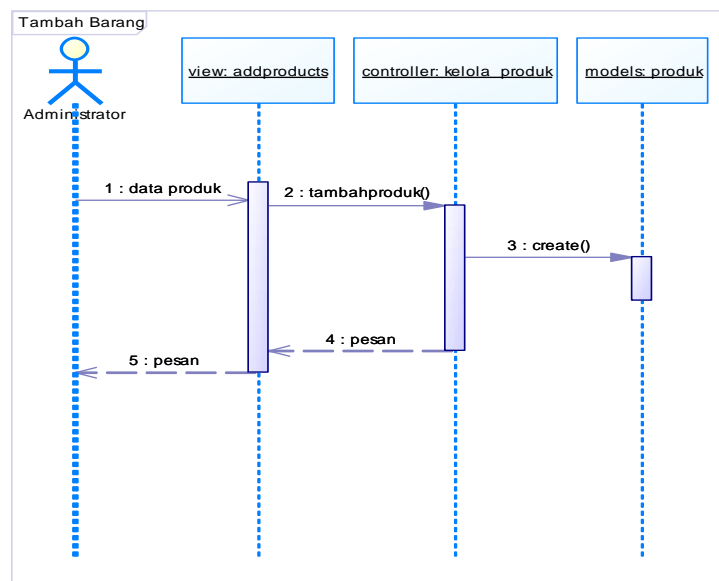 Tambah Barang
view: addproducts
controller: kelola_produk
models: produk
Administrator
1 : data produk
2 : tambahproduk()
3 : create()
4 : pesan
5 : pesan